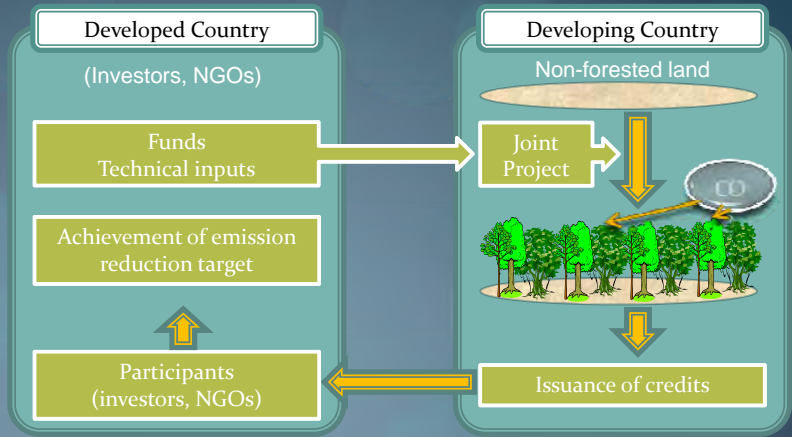 Developed Country
(Investors, NGOs)
Funds
Technical inputs
Achievement of emission
reduction target
Participants
(investors, NGOs)
Developing Country
Non-forested land
Joint
Project
Issuance of credits